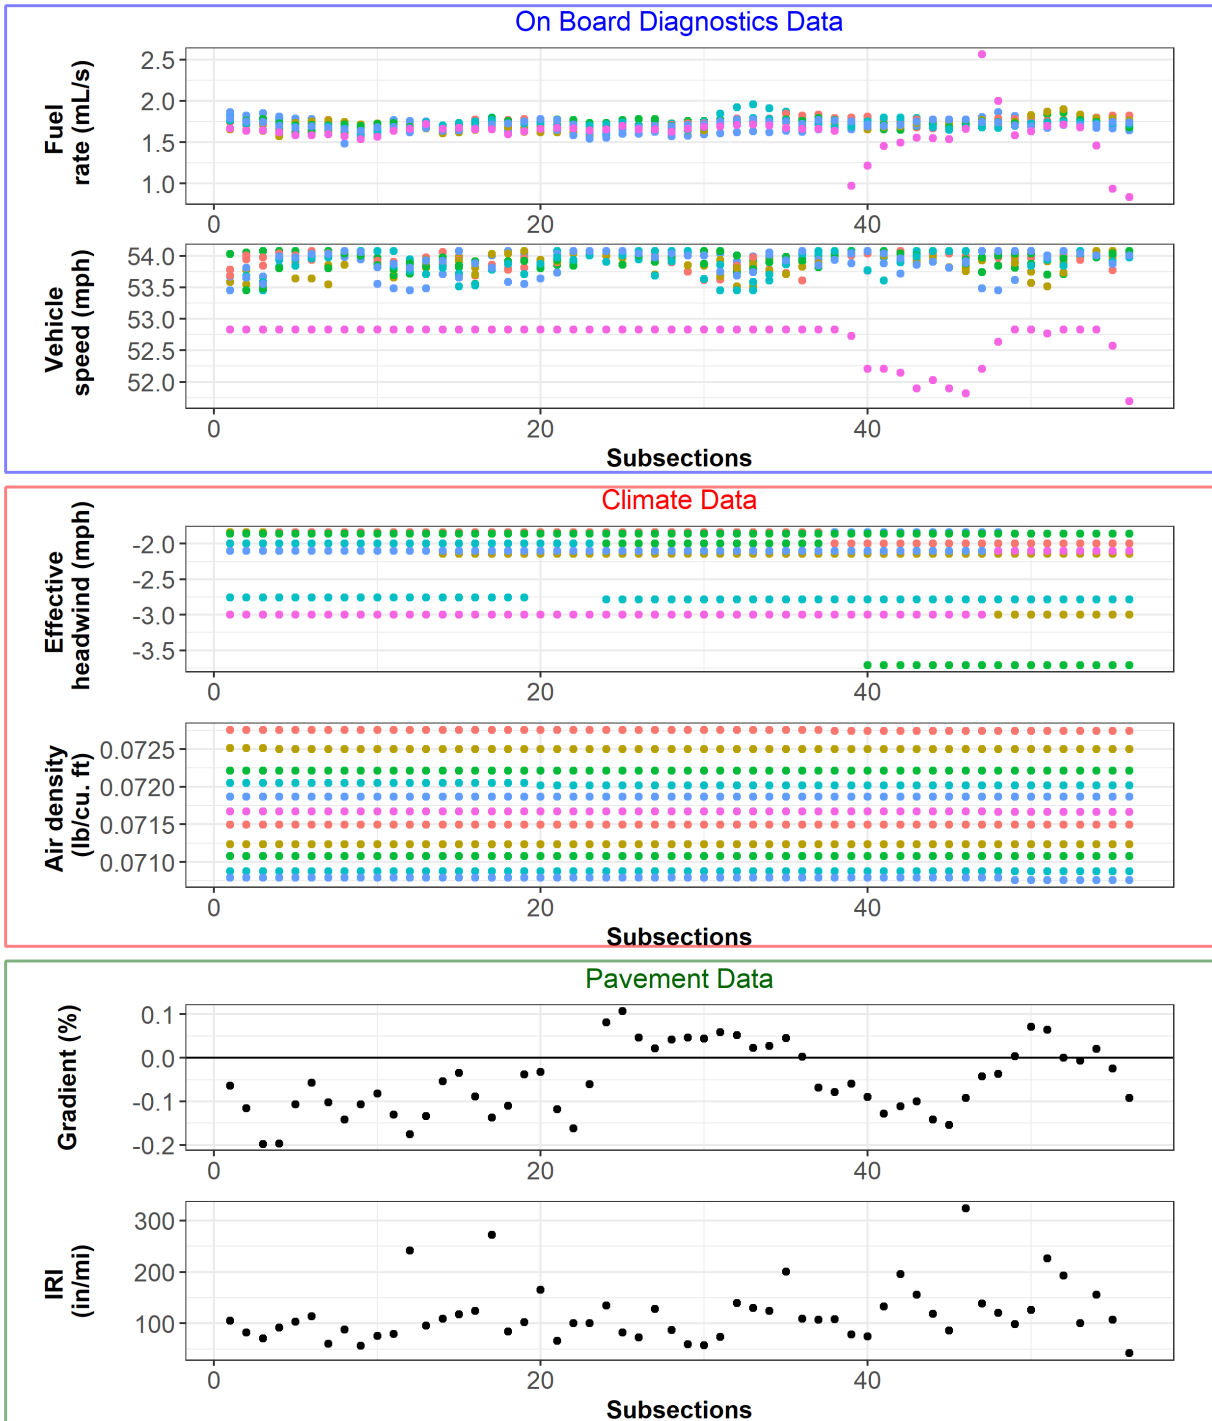 On Board Diagnostics Data
Fuel
rate (mL/s)
2.5
2.0
1.5
1.0
0
20
40
Vehicle
speed (mph)
54.0
53.5
53.0
52.5
52.0
0
20
40
Subsections
Climate Data
Effective
headwind (mph)
-2.0
-2.5
-3.0
-3.5
0
20
40
Air density
(lb/cu. ft)
0.0725
0.0720
0.0715
0.0710
0
20
40
Subsections
Pavement Data
Gradient (%)
0.1
0.0
-0.1
-0.2
0
20
40
IRI
(in/mi)
300
200
100
0
20
40
Subsections